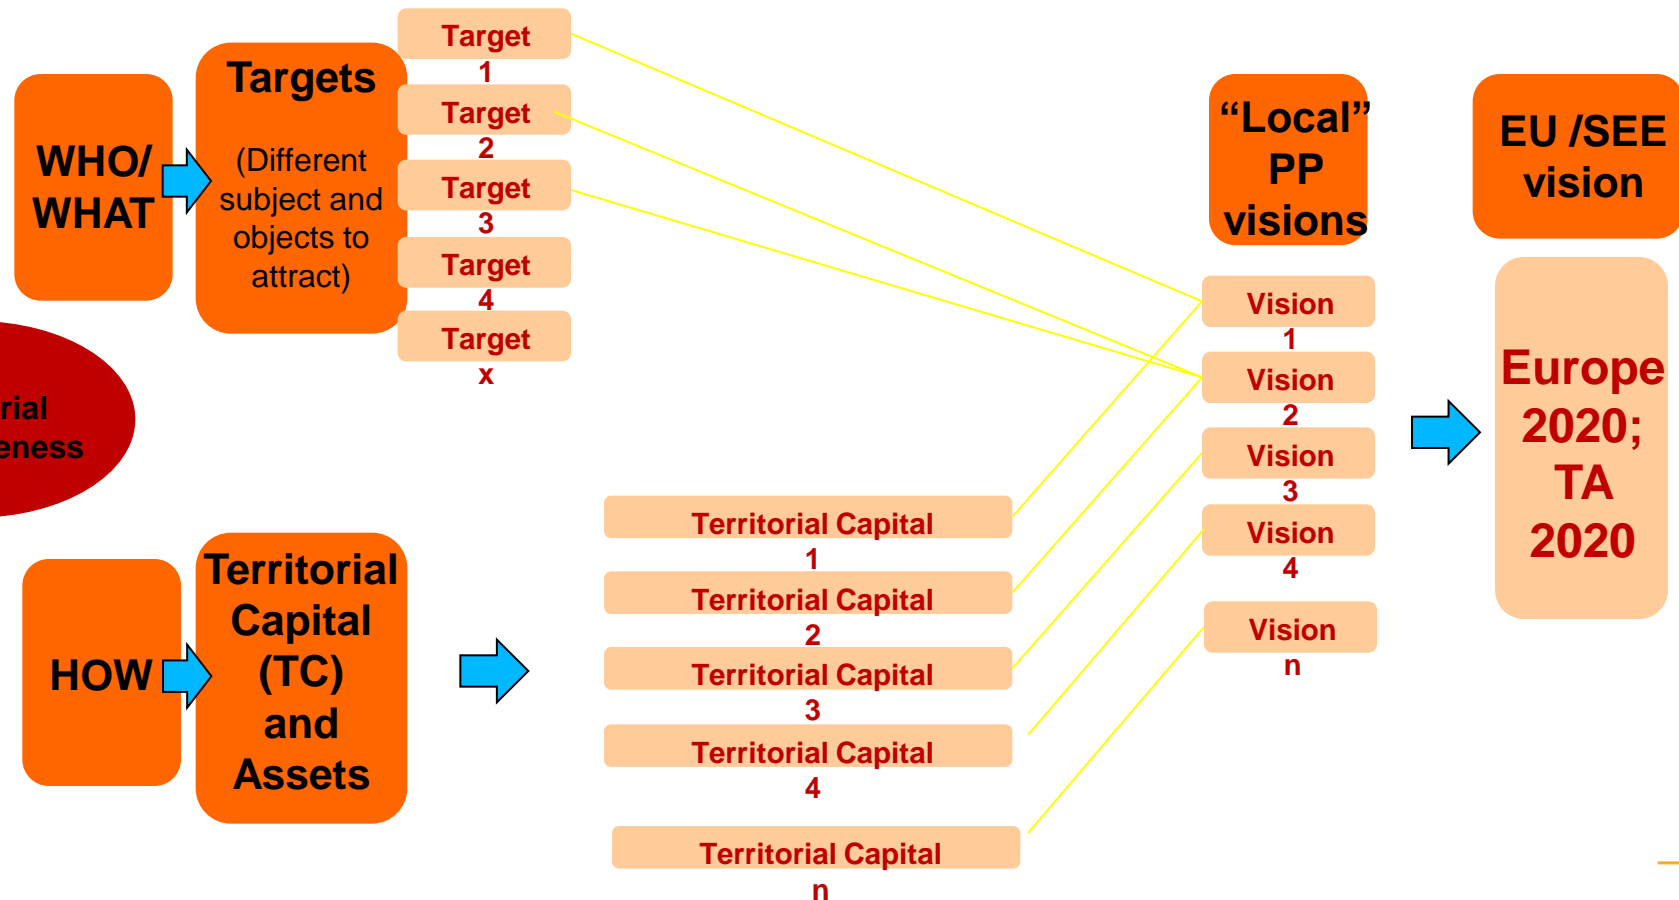 WHO/
WHAT
Targets
(Different
subject and
objects to
attract)
Target
1
Target
2
Target
3
Target
4
Target
x
“Local”
PP
visions
EU /SEE
vision
Vision
1
Vision
2
Vision
3
Vision
4
Vision
n
Europe
2020;
TA
2020
rial
eness
HOW
Territorial
Capital
(TC)
and
Assets
Territorial Capital
1
Territorial Capital
2
Territorial Capital
3
Territorial Capital
4
Territorial Capital
n